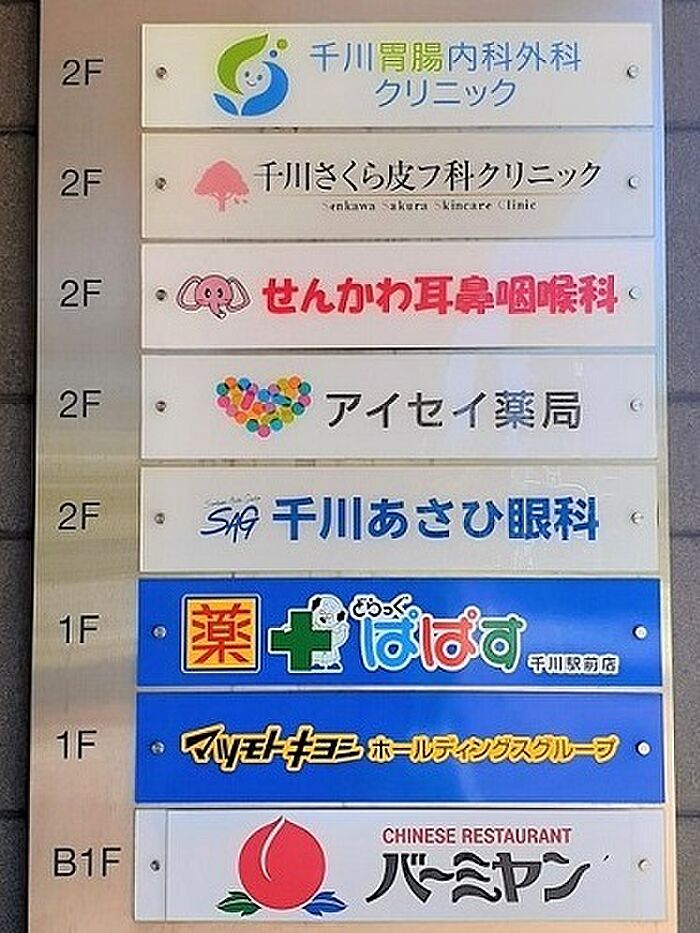 2F
千川胃腸内科外科
クリニック
2F
千川さくら皮フ科クリニック
Senkawa Sakura Skincare Clinic
2F
せんかわ耳鼻咽喉科
2F
アイセイ薬局
2F
SAG 千川あさひ眼科
1F
薬
どらっぐ
ぱぱす
千川駅前店
1F
マツモトキヨシ ホールディングスグループ
B1F
CHINESE RESTAURANT
バーミヤン